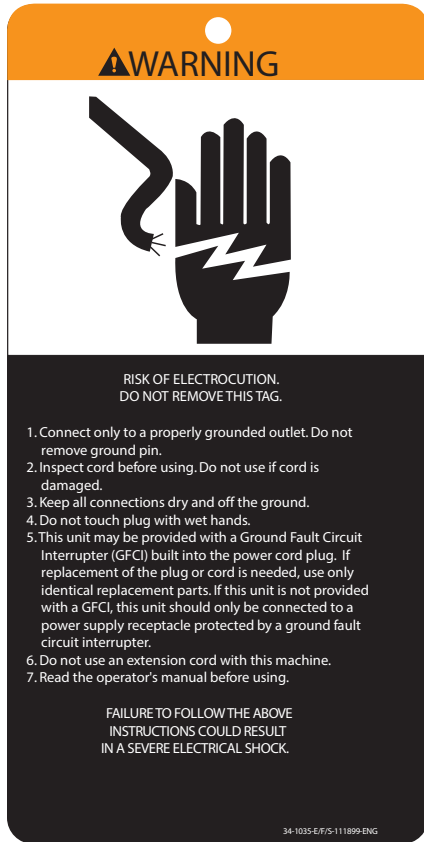 WARNING
RISK OF ELECTROCUTION.
DO NOT REMOVE THIS TAG.
1. Connect only to a properly grounded outlet. Do not
remove ground pin.
2. Inspect cord before using. Do not use if cord is
damaged.
3. Keep all connections dry and off the ground.
4. Do not touch plug with wet hands.
5. This unit may be provided with a Ground Fault Circuit
Interrupter (GFCI) built into the power cord plug. If
replacement of the plug or cord is needed, use only
identical replacement parts. If this unit is not provided
with a GFCI, this unit should only be connected to a
power supply receptacle protected by a ground fault
circuit interrupter.
6. Do not use an extension cord with this machine.
7. Read the operator's manual before using.
FAILURE TO FOLLOW THE ABOVE
INSTRUCTIONS COULD RESULT
IN A SEVERE ELECTRICAL SHOCK.
34-1035-E/F/S-111899-ENG